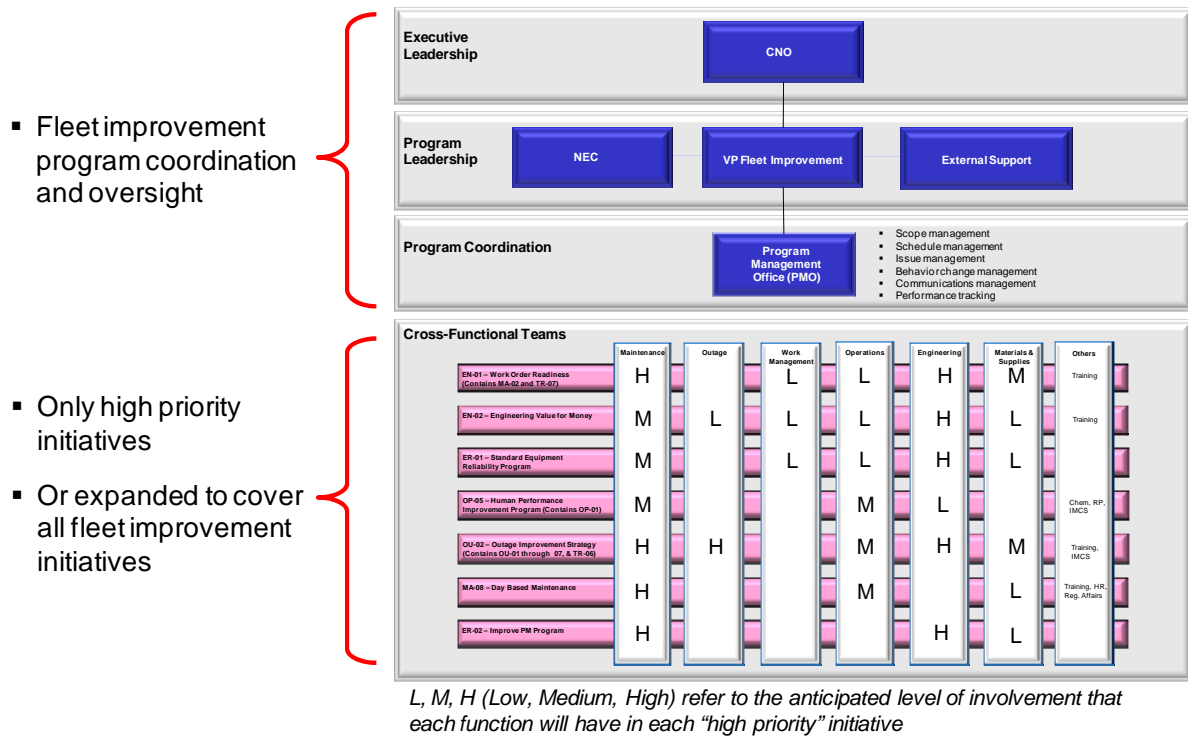 ▪ Fleet improvement
program coordination
and oversight
▪ Only high priority
initiatives
▪ Or expanded to cover
all fleet improvement
initiatives
Executive
Leadership
CNO
Program
Leadership
NEC
VP Fleet Improvement
External Support
Program Coordination
Program
Management
Office (PMO)
▪ Scope management
▪ Schedule management
▪ Issue management
▪ Behavior change management
▪ Communications management
▪ Performance tracking
Cross-Functional Teams
Maintenance
Outage
Work
Management
Operations
Engineering
Materials &
Supplies
Others
EN-01 – Work Order Readiness
(Contains MA-02 and TR-07)
H L L H M Training
EN-02 – Engineering Value for Money
M L L L H L Training
ER-01 – Standard Equipment
Reliability Program
M L L H L
OP-05 – Human Performance
Improvement Program (Contains OP-01)
M M L Chem, RP,
IMCS
OU-02 – Outage Improvement Strategy
(Contains OU-01 through 07, & TR-06)
H H M H M Training,
IMCS
MA-08 – Day Based Maintenance
H M L Training, HR,
Reg. Affairs
ER-02 – Improve PM Program
H H L
L, M, H (Low, Medium, High) refer to the anticipated level of involvement that
each function will have in each “high priority” initiative